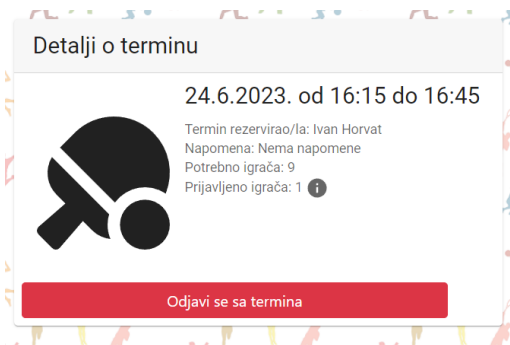 Detalji o terminu
24.6.2023. od 16:15 do 16:45
Termin rezervirao/la: Ivan Horvat
Napomena: Nema napomene
Potrebno igrača: 9
Prijavljeno igrača: 1
Odjavi se sa termina